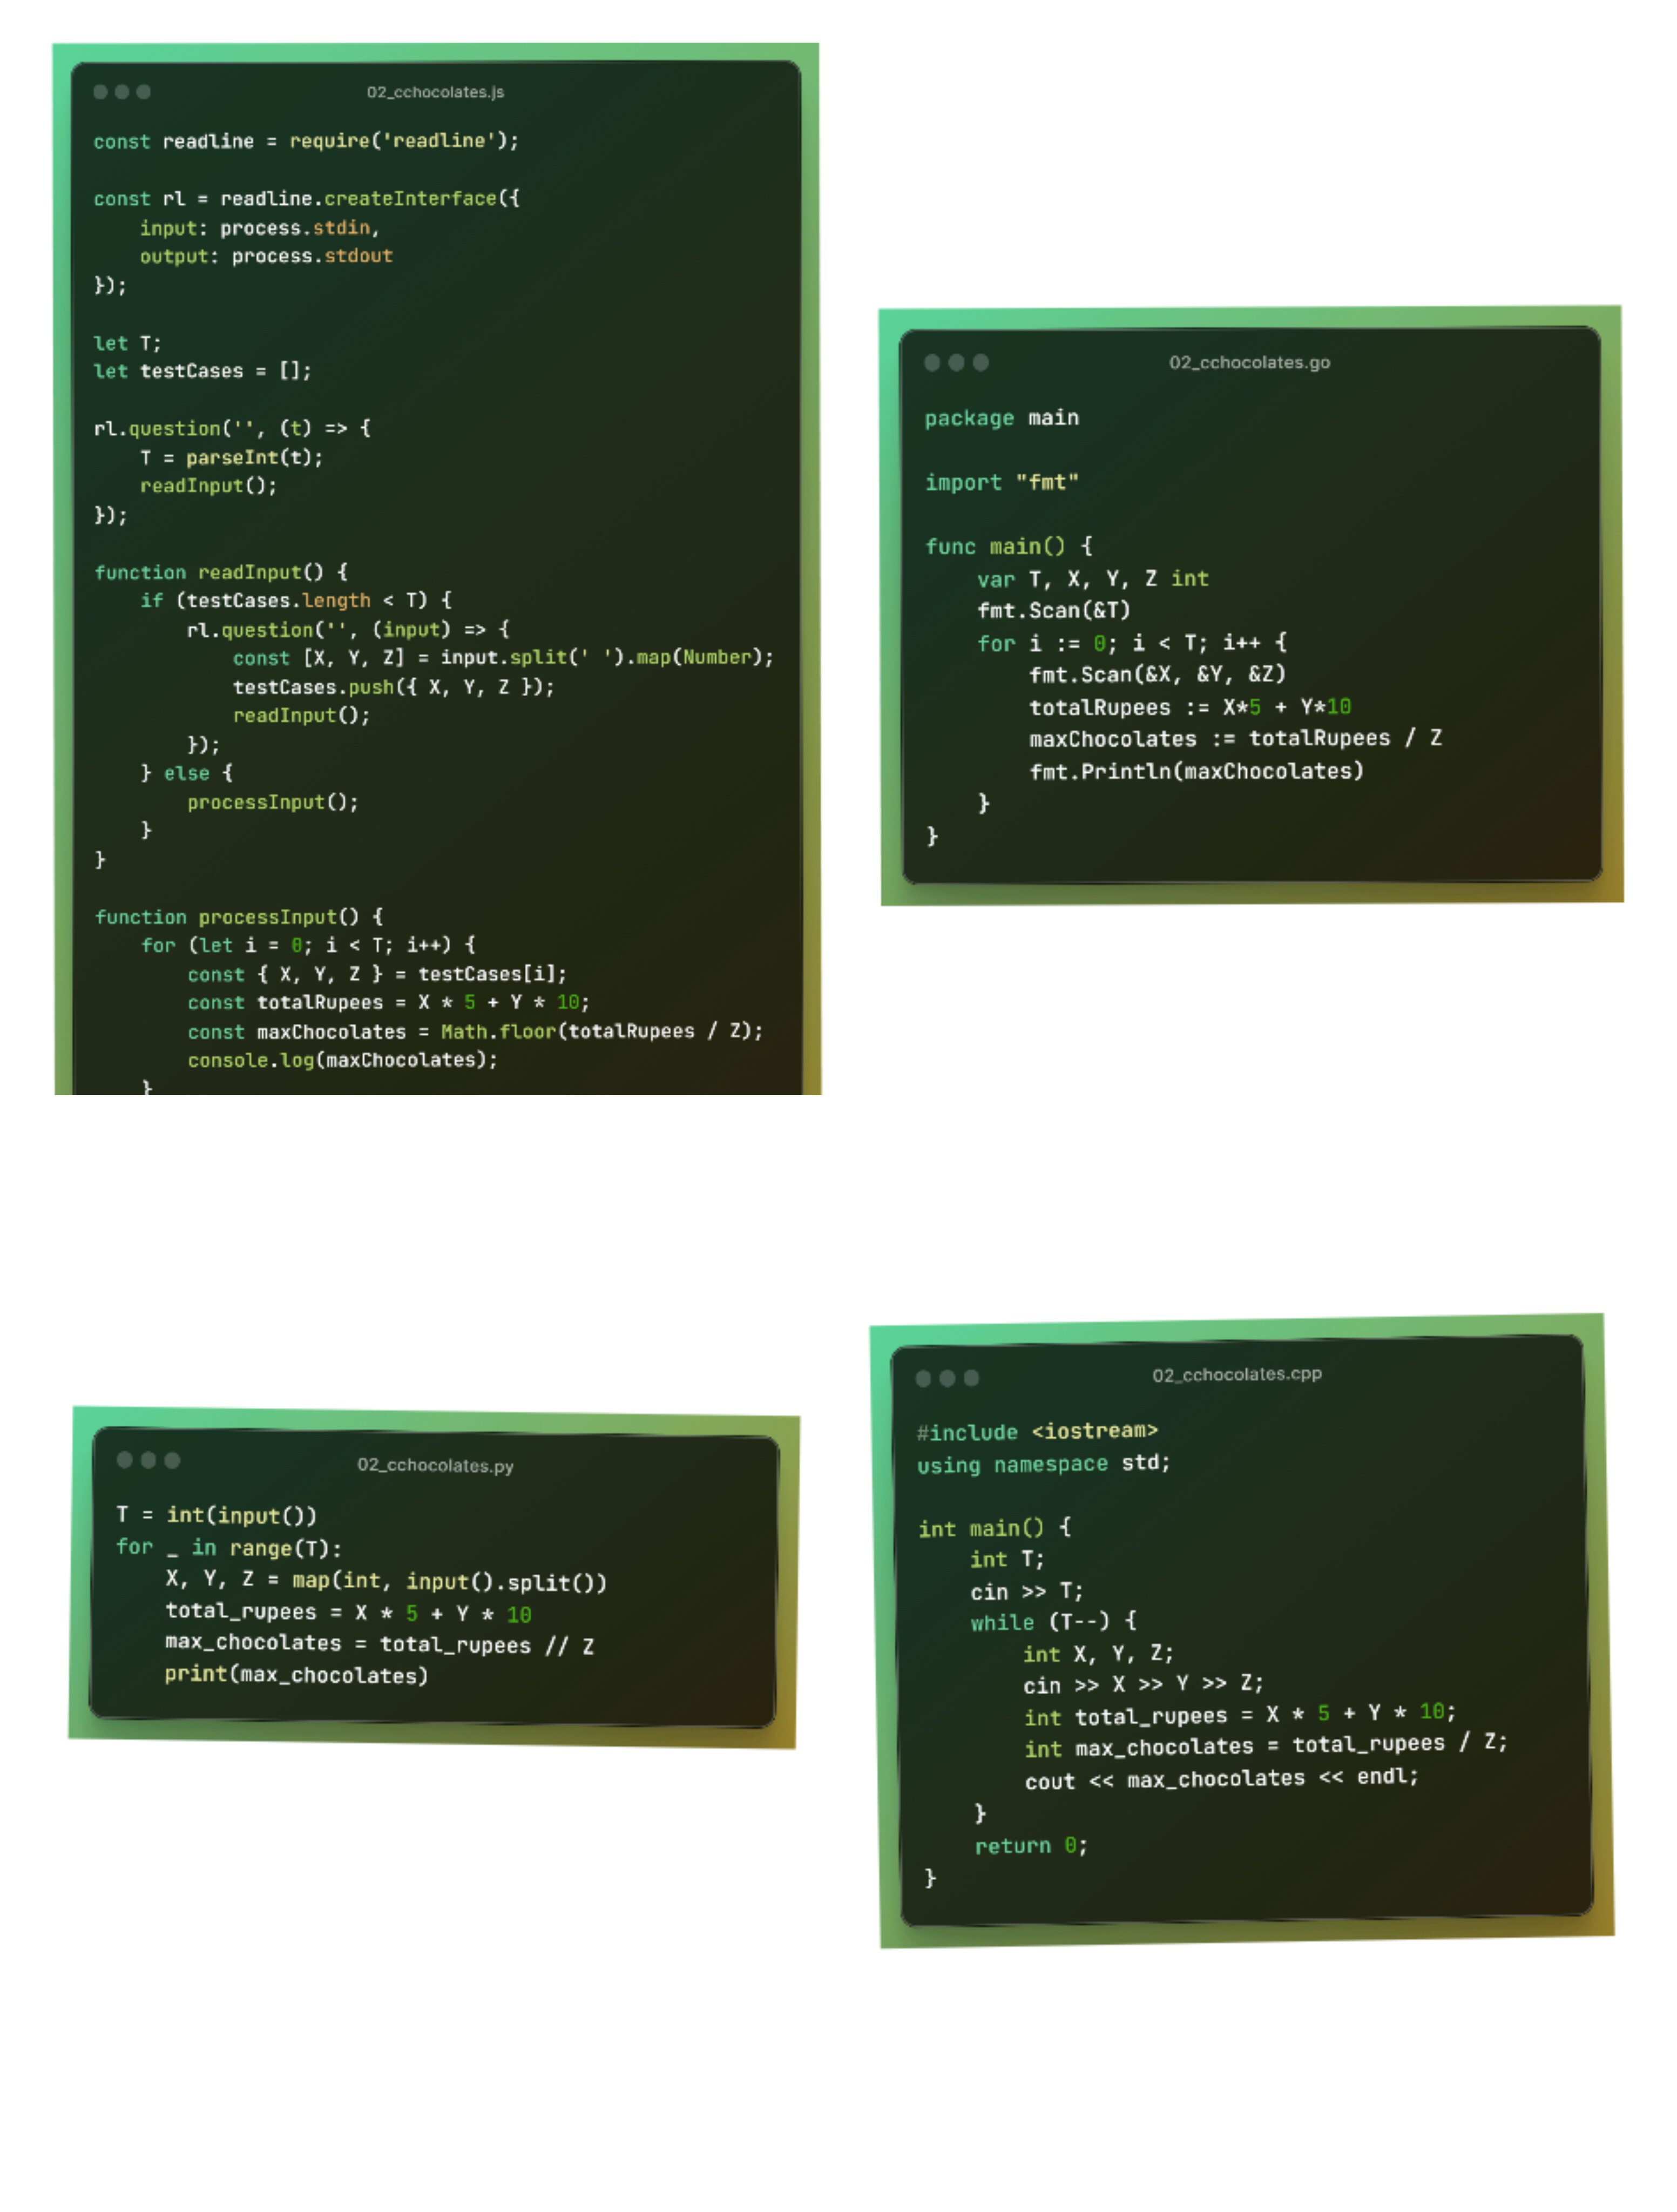 02_cchocolates.js
const readline = require('readline');
const rl = readline.createInterface({
    input: process.stdin,
    output: process.stdout
});
let T;
let testCases = [];
rl.question('', (t) => {
    T = parseInt(t);
    readInput();
});
function readInput() {
    if (testCases.length < T) {
        rl.question('', (input) => {
            const [X, Y, Z] = input.split(' ').map(Number);
            testCases.push({ X, Y, Z });
            readInput();
        });
    } else {
        processInput();
    }
}
function processInput() {
    for (let i = 0; i < T; i++) {
        const { X, Y, Z } = testCases[i];
        const totalRupees = X * 5 + Y * 10;
        const maxChocolates = Math.floor(totalRupees / Z);
        console.log(maxChocolates);
    }
02_cchocolates.go
package main
import "fmt"
func main() {
    var T, X, Y, Z int
    fmt.Scan(&T)
    for i := 0; i < T; i++ {
        fmt.Scan(&X, &Y, &Z)
        totalRupees := X*5 + Y*10
        maxChocolates := totalRupees / Z
        fmt.Println(maxChocolates)
    }
}
02_cchocolates.py
T = int(input())
for _ in range(T):
    X, Y, Z = map(int, input().split())
    total_rupees = X * 5 + Y * 10
    max_chocolates = total_rupees // Z
    print(max_chocolates)
02_cchocolates.cpp
#include <iostream>
using namespace std;
int main() {
    int T;
    cin >> T;
    while (T--) {
        int X, Y, Z;
        cin >> X >> Y >> Z;
        int total_rupees = X * 5 + Y * 10;
        int max_chocolates = total_rupees / Z;
        cout << max_chocolates << endl;
    }
    return 0;
}